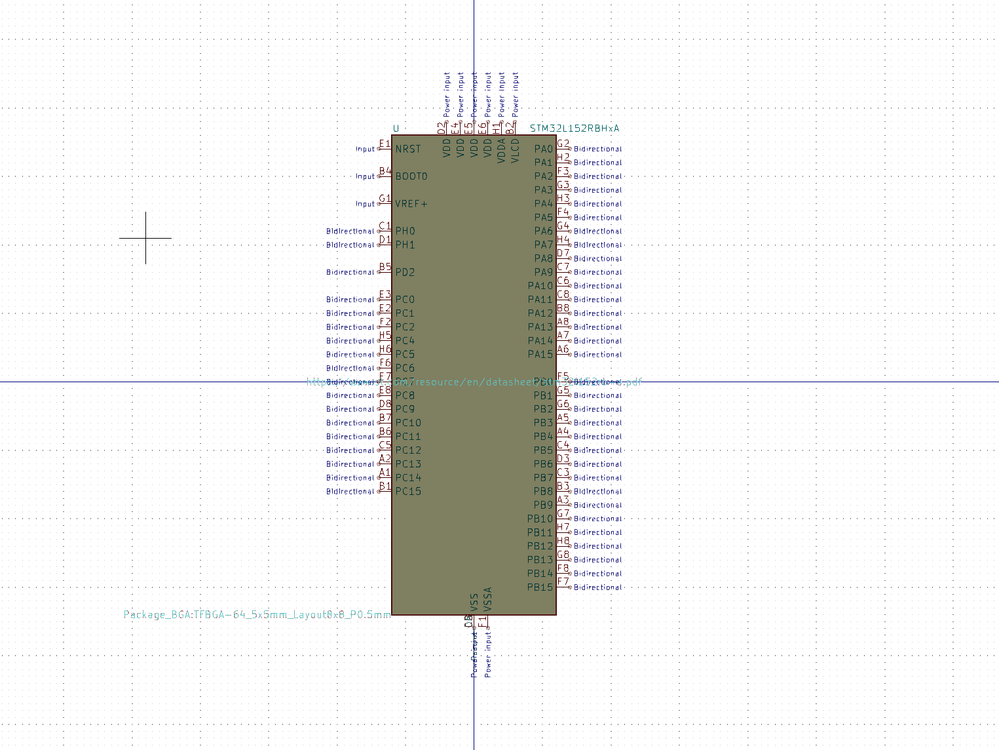 U STM32L152RBHxA
D2 VDD Power input
E4 VDD Power input
E5 VDD Power input
E6 VDD Power input
H1 VDDA Power input
B2 VLCD Power input
Input E1 NRST
Input B4 BOOT0
Input G1 VREF+
Bidirectional C1 PH0
Bidirectional D1 PH1
Bidirectional B5 PD2
Bidirectional E3 PC0
Bidirectional E2 PC1
Bidirectional F2 PC2
Bidirectional H5 PC4
Bidirectional H6 PC5
Bidirectional F6 PC6
E7
Bidirectional E8 PC8
Bidirectional D8 PC9
Bidirectional B7 PC10
Bidirectional B6 PC11
Bidirectional C5 PC12
Bidirectional A2 PC13
Bidirectional A1 PC14
Bidirectional B1 PC15
PA0 G2 Bidirectional
PA1 H2 Bidirectional
PA2 F3 Bidirectional
PA3 G3 Bidirectional
PA4 H3 Bidirectional
PA5 F4 Bidirectional
PA6 G4 Bidirectional
PA7 H4 Bidirectional
PA8 D7 Bidirectional
PA9 C7 Bidirectional
PA10 C6 Bidirectional
PA11 C8 Bidirectional
PA12 B8 Bidirectional
PA13 A8 Bidirectional
PA14 A7 Bidirectional
PA15 A6 Bidirectional
F5
PB1 G5 Bidirectional
PB2 G6 Bidirectional
PB3 A5 Bidirectional
PB4 A4 Bidirectional
PB5 C4 Bidirectional
PB6 D3 Bidirectional
PB7 C3 Bidirectional
PB8 B3 Bidirectional
PB9 A3 Bidirectional
PB10 G7 Bidirectional
PB11 H7 Bidirectional
PB12 H8 Bidirectional
PB13 G8 Bidirectional
PB14 F8 Bidirectional
PB15 F7 Bidirectional
VSS
VSSA F1 Power input
Package_BGA:TFBGA-64_5x5mm_Layout8x8_P0.5mm